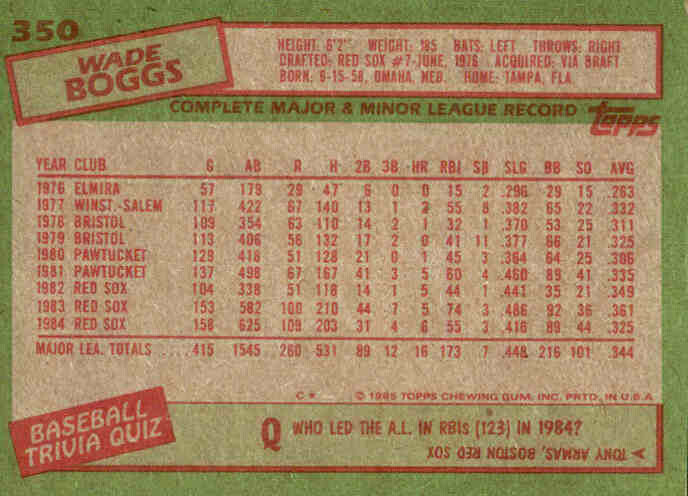 350
WADE
BOGGS
HEIGHT: 6'2" WEIGHT: 185 BATS: LEFT THROWS: RIGHT
DRAFTED: RED SOX #7-JUNE, 1976 ACQUIRED: VIA DRAFT
BORN: 6-15-58, OMAHA, NEB. HOME: TAMPA, FLA.
COMPLETE MAJOR & MINOR LEAGUE RECORD
TOPPS
YEAR CLUB G AB R H 2B 3B HR RBI SB SLG BB SO AVG
1976 ELMIRA 57 179 29 47 6 0 0 15 2 .296 29 15 .263
1977 WINST.-SALEM 117 422 67 140 13 1 2 55 8 .382 65 22 .332
1978 BRISTOL 109 354 63 110 14 2 1 32 1 .370 53 25 .311
1979 BRISTOL 113 406 56 132 17 2 0 41 11 .377 66 21 .325
1980 PAWTUCKET 129 418 51 128 21 0 1 45 3 .364 64 25 .306
1981 PAWTUCKET 137 498 67 167 41 3 5 60 4 .460 89 41 .335
1982 RED SOX 104 338 51 118 14 1 5 44 1 .441 35 21 .349
1983 RED SOX 153 582 100 210 44 7 5 74 3 .486 92 36 .361
1984 RED SOX 158 625 109 203 31 4 6 55 3 .416 89 44 .325
MAJOR LEA. TOTALS ....415 1545 260 531 89 12 16 173 7 .448 216 101 .344
C* © 1985 TOPPS CHEWING GUM, INC. PRTD. IN U.S.A
BASEBALL
TRIVIA QUIZ
Q WHO LED THE A.L. IN RBIs (123) IN 1984?
A TONY ARMAS, BOSTON RED SOX